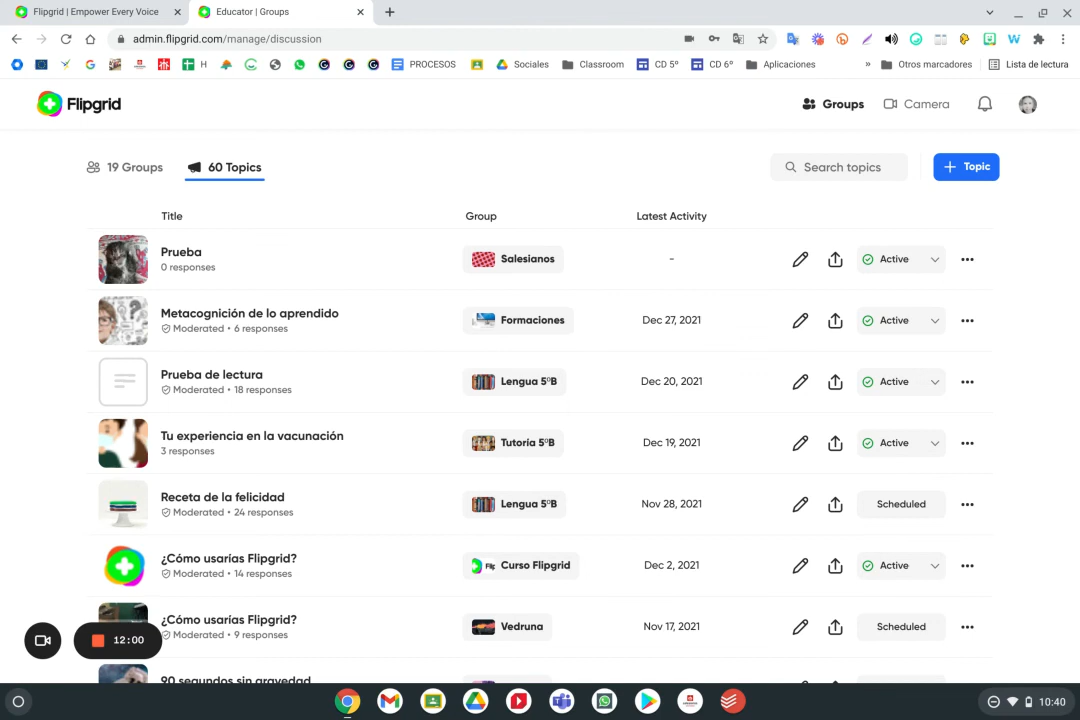 Flipgrid | Empower Every Voice
Educator | Groups
admin.flipgrid.com/manage/discussion
H
PROCESOS
Sociales
Classroom
CD 5º
CD 6º
Aplicaciones
»
Otros marcadores
Lista de lectura
Flipgrid
Groups
Camera
19 Groups
60 Topics
Search topics
+ Topic
Title Group Latest Activity
Prueba
0 responses
Salesianos
-
Active
Metacognición de lo aprendido
Moderated • 6 responses
Formaciones
Dec 27, 2021
Active
Prueba de lectura
Moderated • 18 responses
Lengua 5ºB
Dec 20, 2021
Active
Tu experiencia en la vacunación
3 responses
Tutoría 5ºB
Dec 19, 2021
Active
Receta de la felicidad
Moderated • 24 responses
Lengua 5ºB
Nov 28, 2021
Scheduled
¿Cómo usarías Flipgrid?
Moderated • 14 responses
Curso Flipgrid
Dec 2, 2021
Active
¿Cómo usarías Flipgrid?
Moderated • 9 responses
Vedruna
Nov 17, 2021
Scheduled
12:00
90 segundos sin gravedad
10:40